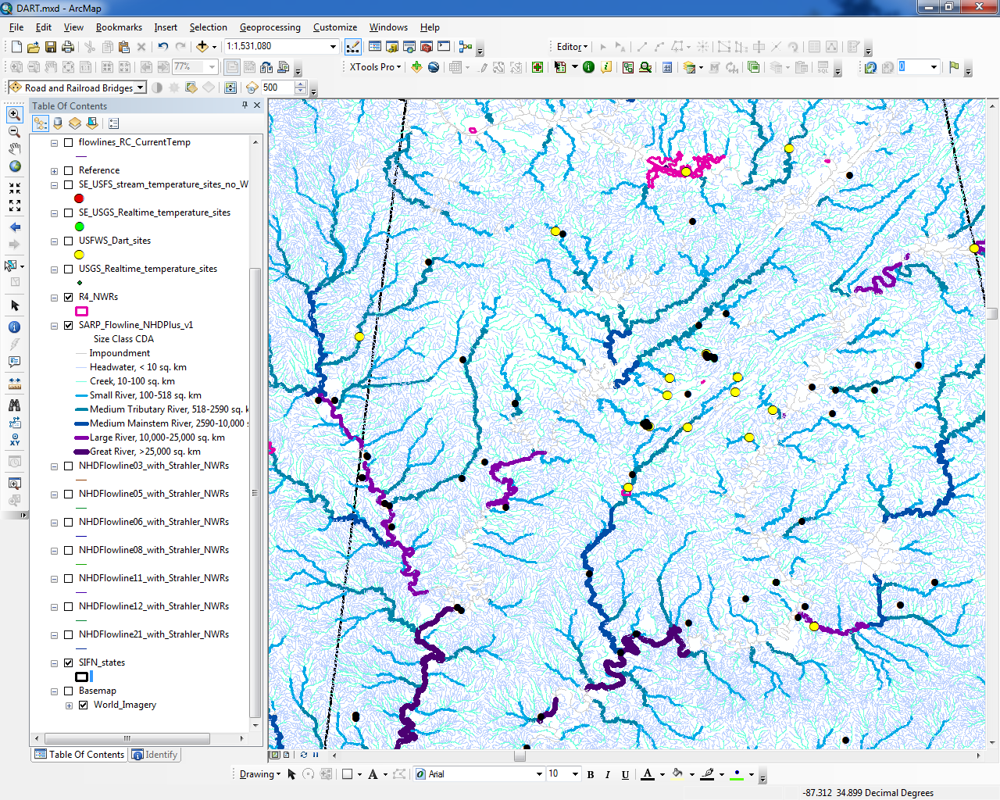 DART.mxd - ArcMap
File Edit View Bookmarks Insert Selection Geoprocessing Customize Windows Help
1:1,531,080
Editor
77%
XTools Pro
0
Road and Railroad Bridges
500
Table Of Contents
flowlines_RC_CurrentTemp
Reference
SE_USFS_stream_temperature_sites_no_W
SE_USGS_Realtime_temperature_sites
USFWS_Dart_sites
USGS_Realtime_temperature_sites
R4_NWRs
SARP_Flowline_NHDPlus_v1
Size Class CDA
Impoundment
Headwater, < 10 sq. km
Creek, 10-100 sq. km
Small River, 100-518 sq. km
Medium Tributary River, 518-2590 sq. k
Medium Mainstem River, 2590-10,000 s
Large River, 10,000-25,000 sq. km
Great River, >25,000 sq. km
NHDFlowline03_with_Strahler_NWRs
NHDFlowline05_with_Strahler_NWRs
NHDFlowline06_with_Strahler_NWRs
NHDFlowline08_with_Strahler_NWRs
NHDFlowline11_with_Strahler_NWRs
NHDFlowline12_with_Strahler_NWRs
NHDFlowline21_with_Strahler_NWRs
SIFN_states
Basemap
World_Imagery
Table Of Contents Identify
Drawing A Arial 10 B I U A
-87.312 34.899 Decimal Degrees